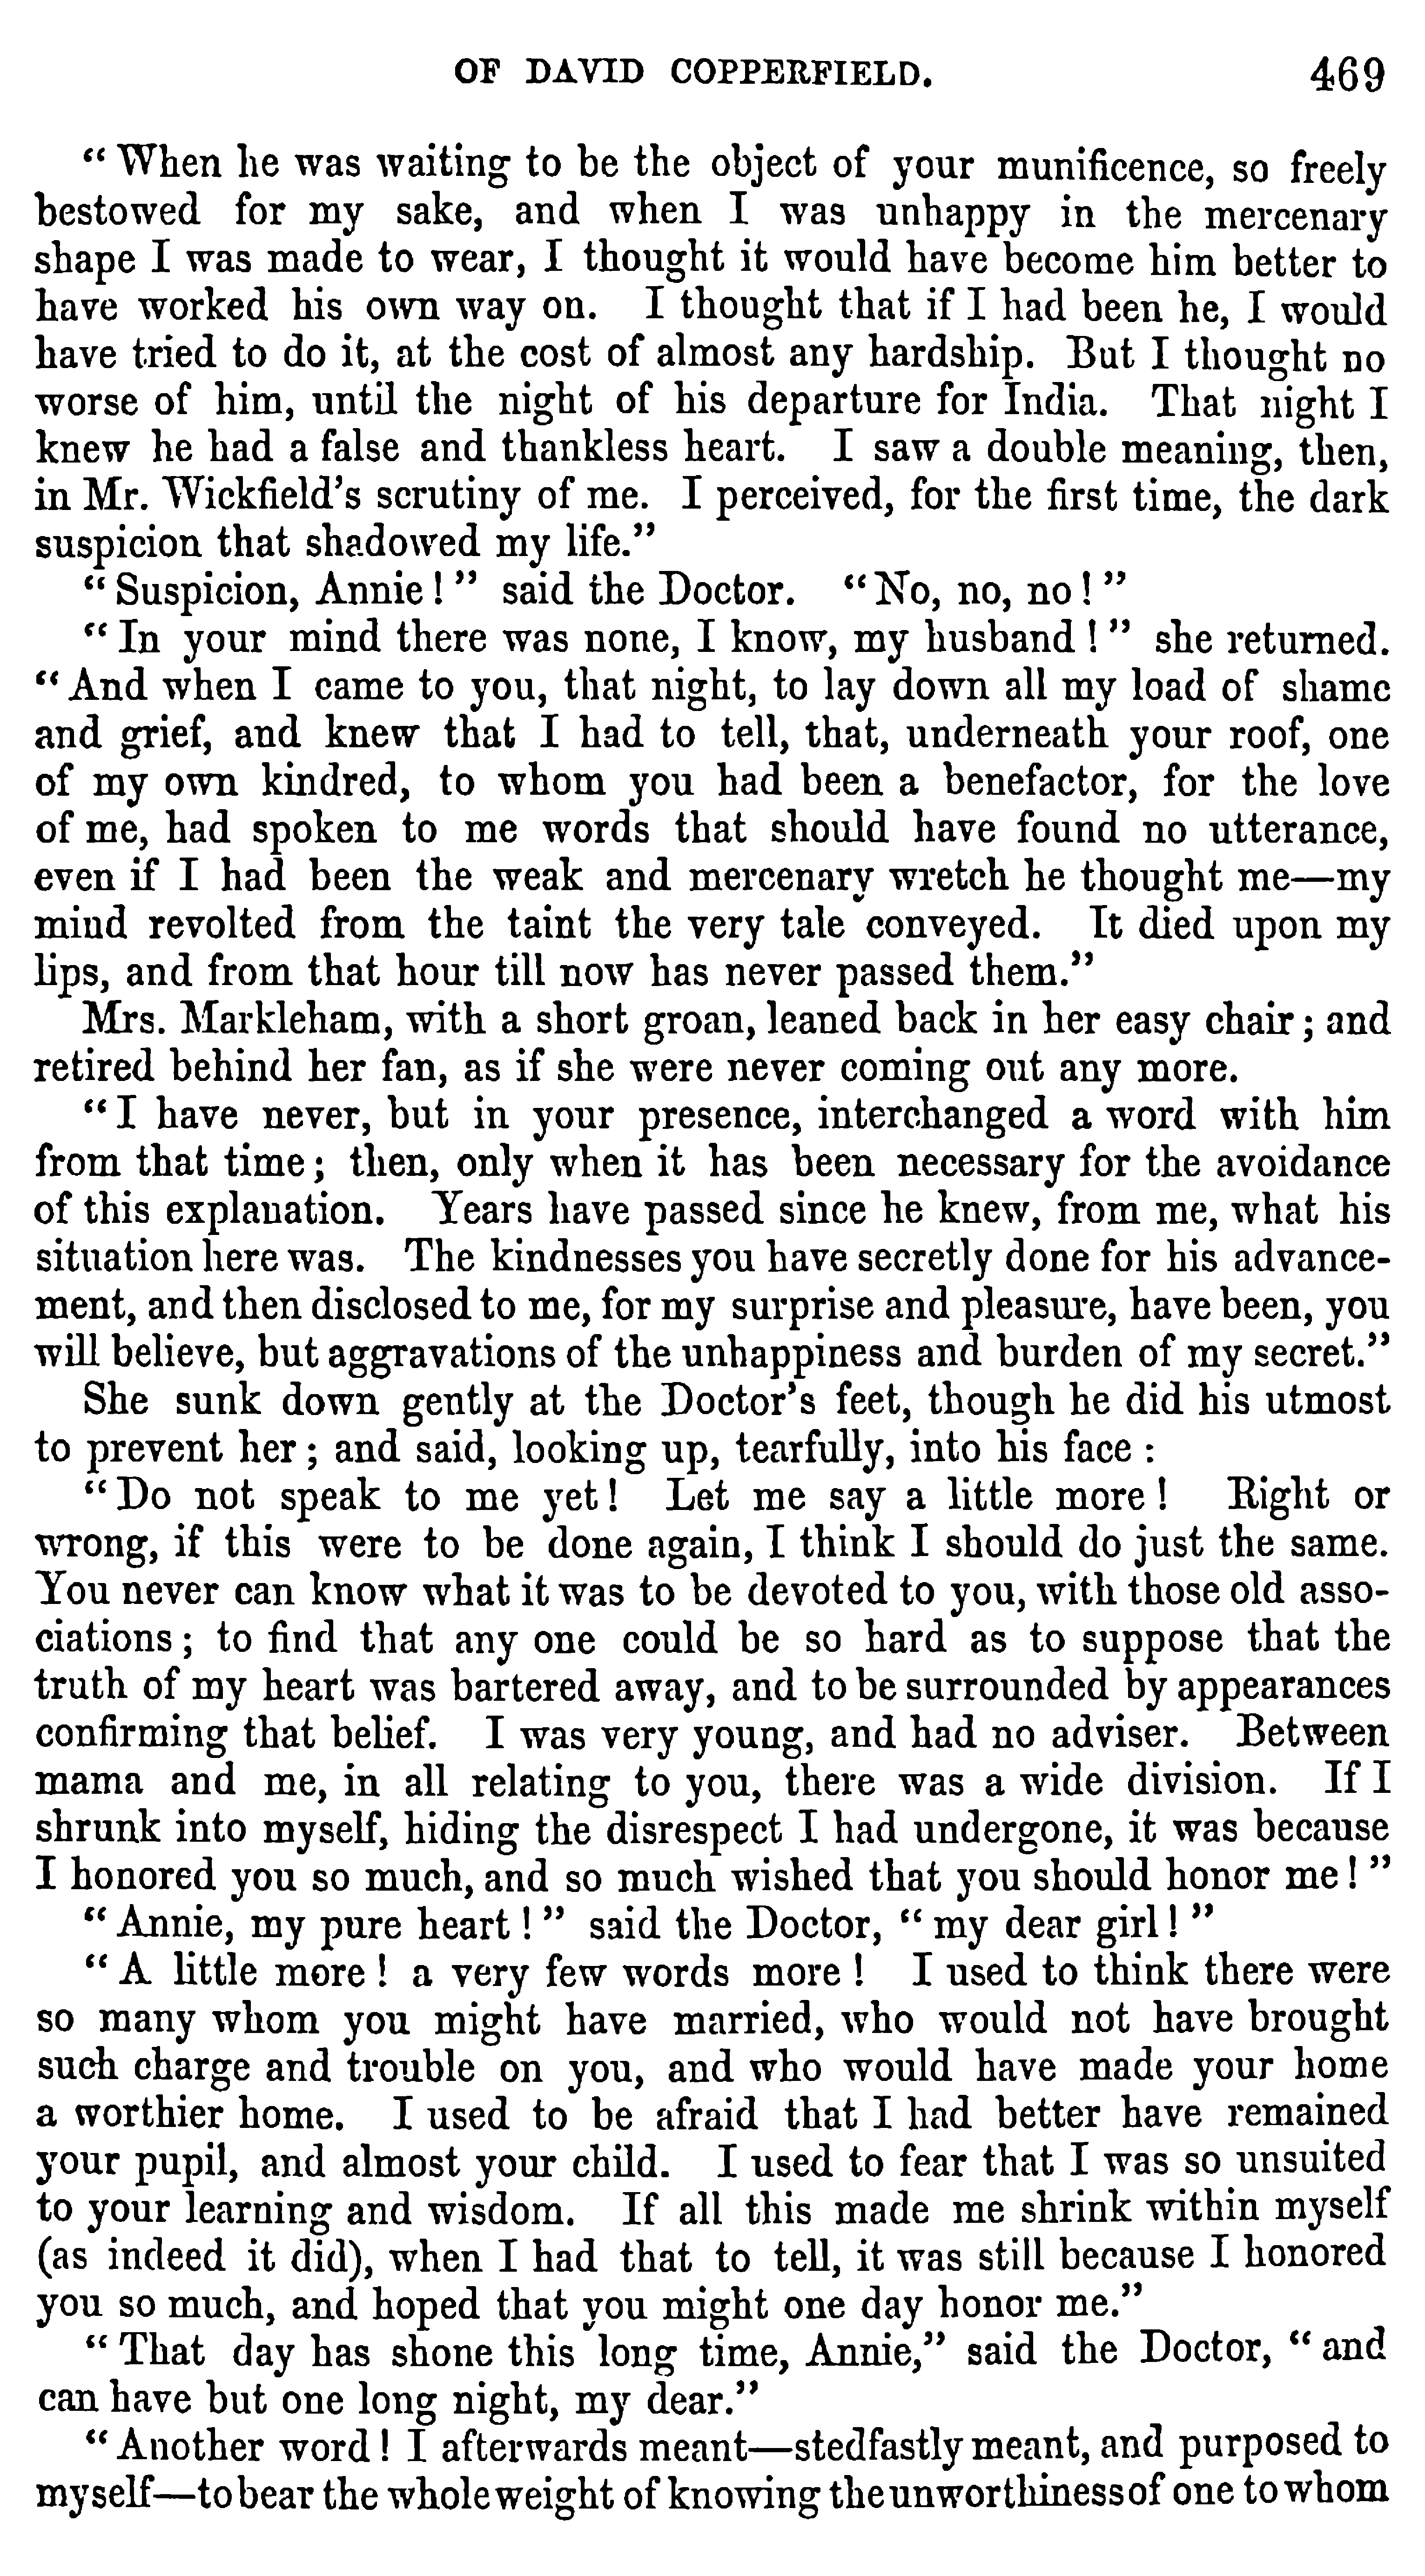 OF DAVID COPPERFIELD. 469
“When he was waiting to be the object of your munificence, so freely
bestowed for my sake, and when I was unhappy in the mercenary
shape I was made to wear, I thought it would have become him better to
have worked his own way on. I thought that if I had been he, I would
have tried to do it, at the cost of almost any hardship. But I thought no
worse of him, until the night of his departure for India. That night I
knew he had a false and thankless heart. I saw a double meaning, then,
in Mr. Wickfield’s scrutiny of me. I perceived, for the first time, the dark
suspicion that shadowed my life.”
“Suspicion, Annie!” said the Doctor. “No, no, no!”
“In your mind there was none, I know, my husband!” she returned.
“And when I came to you, that night, to lay down all my load of shame
and grief, and knew that I had to tell, that, underneath your roof, one
of my own kindred, to whom you had been a benefactor, for the love
of me, had spoken to me words that should have found no utterance,
even if I had been the weak and mercenary wretch he thought me—my
mind revolted from the taint the very tale conveyed. It died upon my
lips, and from that hour till now has never passed them.”
Mrs. Markleham, with a short groan, leaned back in her easy chair; and
retired behind her fan, as if she were never coming out any more.
“I have never, but in your presence, interchanged a word with him
from that time; then, only when it has been necessary for the avoidance
of this explanation. Years have passed since he knew, from me, what his
situation here was. The kindnesses you have secretly done for his advance-
ment, and then disclosed to me, for my surprise and pleasure, have been, you
will believe, but aggravations of the unhappiness and burden of my secret.”
She sunk down gently at the Doctor’s feet, though he did his utmost
to prevent her; and said, looking up, tearfully, into his face:
“Do not speak to me yet! Let me say a little more! Right or
wrong, if this were to be done again, I think I should do just the same.
You never can know what it was to be devoted to you, with those old asso-
ciations; to find that any one could be so hard as to suppose that the
truth of my heart was bartered away, and to be surrounded by appearances
confirming that belief. I was very young, and had no adviser. Between
mama and me, in all relating to you, there was a wide division. If I
shrunk into myself, hiding the disrespect I had undergone, it was because
I honored you so much, and so much wished that you should honor me!”
“Annie, my pure heart!” said the Doctor, “my dear girl!”
“A little more! a very few words more! I used to think there were
so many whom you might have married, who would not have brought
such charge and trouble on you, and who would have made your home
a worthier home. I used to be afraid that I had better have remained
your pupil, and almost your child. I used to fear that I was so unsuited
to your learning and wisdom. If all this made me shrink within myself
(as indeed it did), when I had that to tell, it was still because I honored
you so much, and hoped that you might one day honor me.”
“That day has shone this long time, Annie,” said the Doctor, “and
can have but one long night, my dear.”
“Another word! I afterwards meant—stedfastly meant, and purposed to
myself—to bear the whole weight of knowing the unworthiness of one to whom